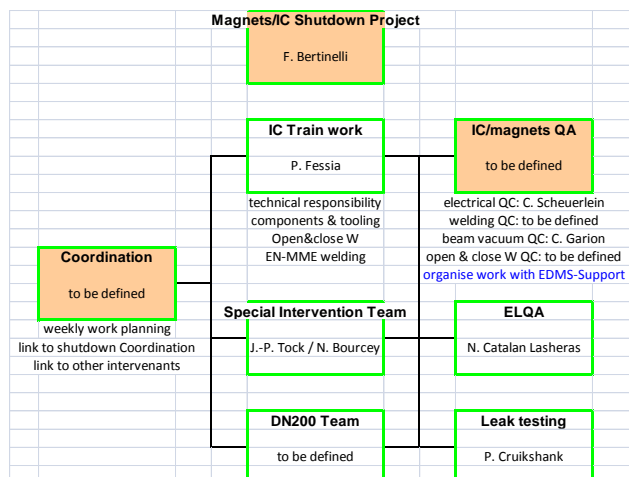 Magnets/IC Shutdown Project
F. Bertinelli
IC Train work
P. Fessia
technical responsibility
components & tooling
Open&close W
EN-MME welding
IC/magnets QA
to be defined
electrical QC: C. Scheuerlein
welding QC: to be defined
beam vacuum QC: C. Garion
open & close W QC: to be defined
organise work with EDMS-Support
Coordination
to be defined
weekly work planning
link to shutdown Coordination
link to other intervenants
Special Intervention Team
J.-P. Tock / N. Bourcey
ELQA
N. Catalan Lasheras
DN200 Team
to be defined
Leak testing
P. Cruikshank